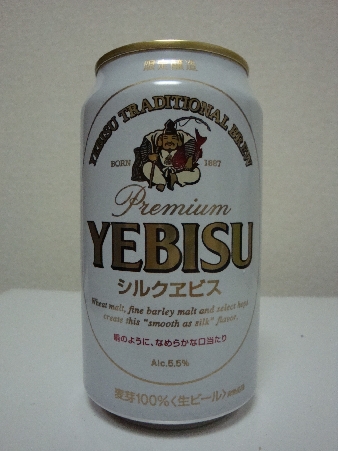 YEBISU TRADITIONAL BREW
BORN 1887
Premium
YEBISU
シルクヱビス
Wheat malt, fine barley malt and select hops
create this "smooth as silk" flavor.
絹のように、なめらかな口当たり
Alc.5.5%
麦芽100%〈生ビール〉